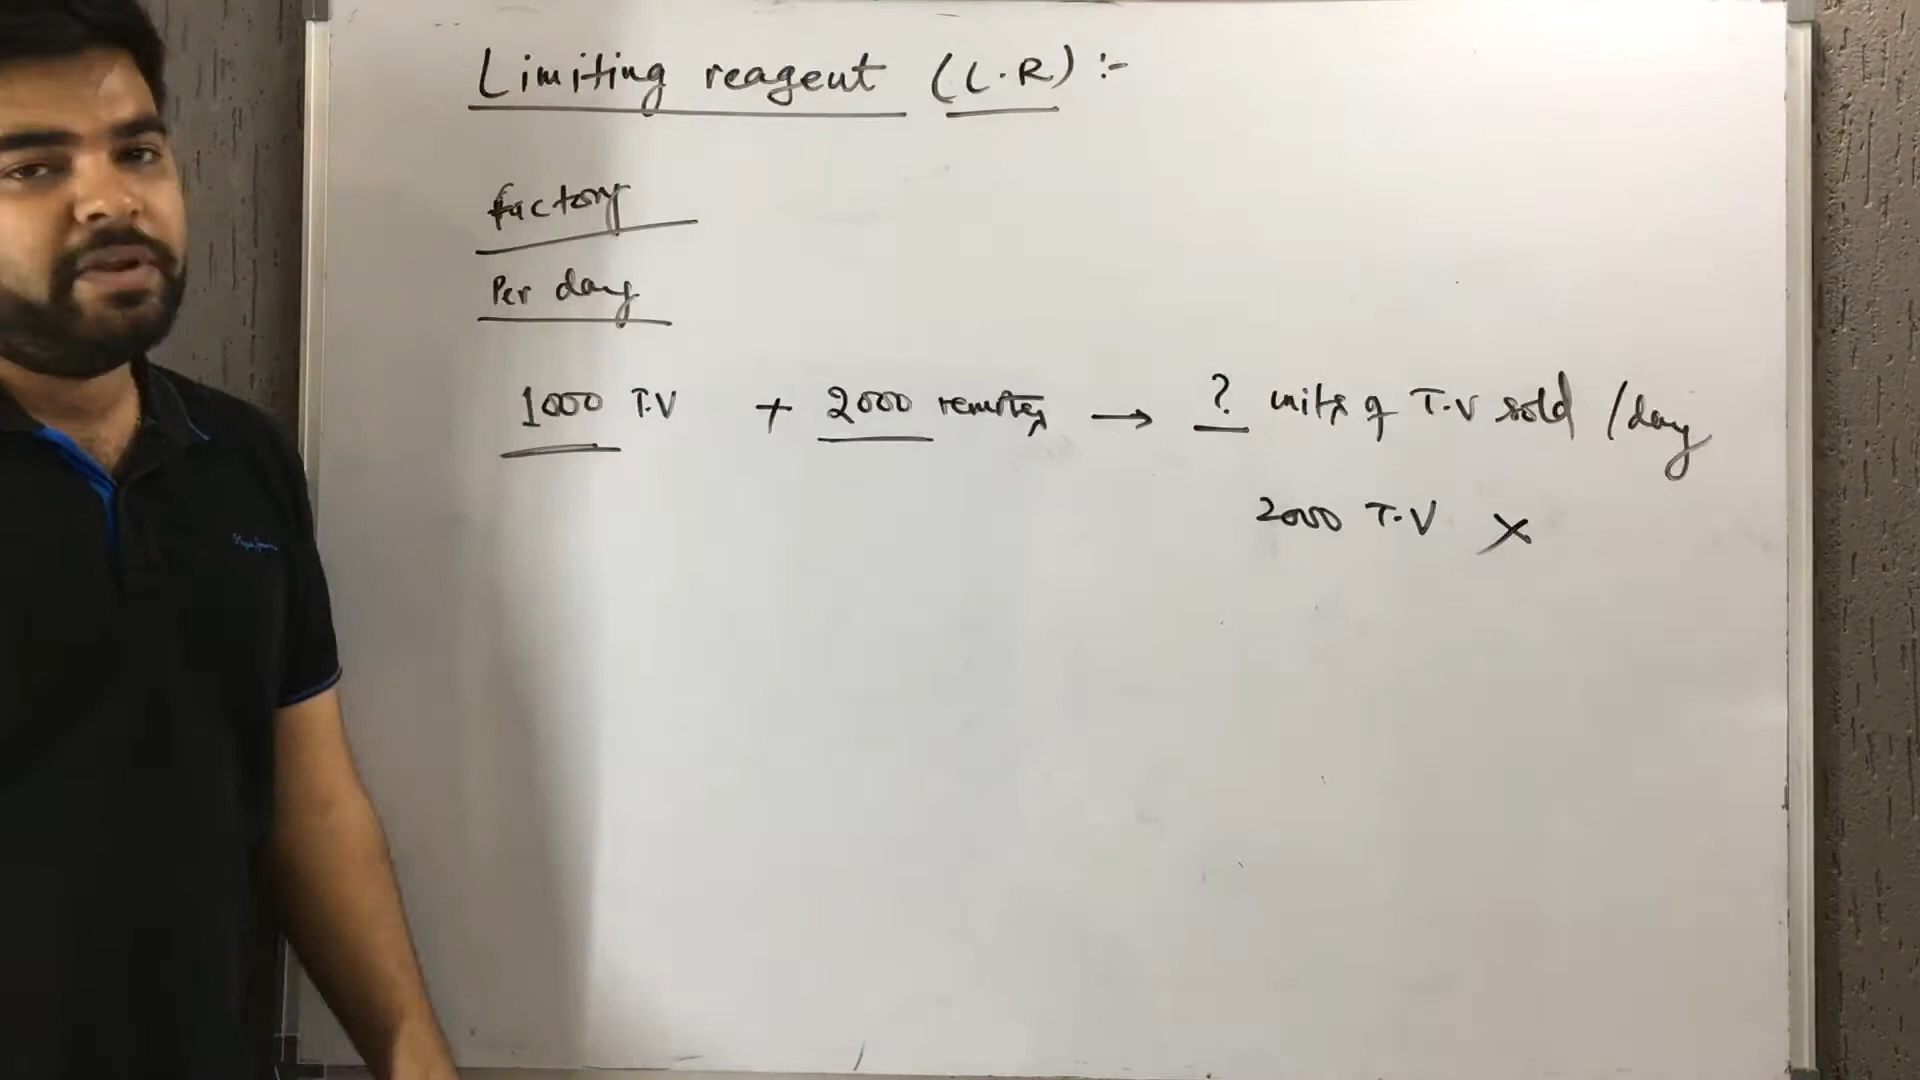 Limiting reagent (L.R) :-
factory
Per day
1000 T.V + 2000 remotes → ? units of T.V sold /day
2000 T.V X